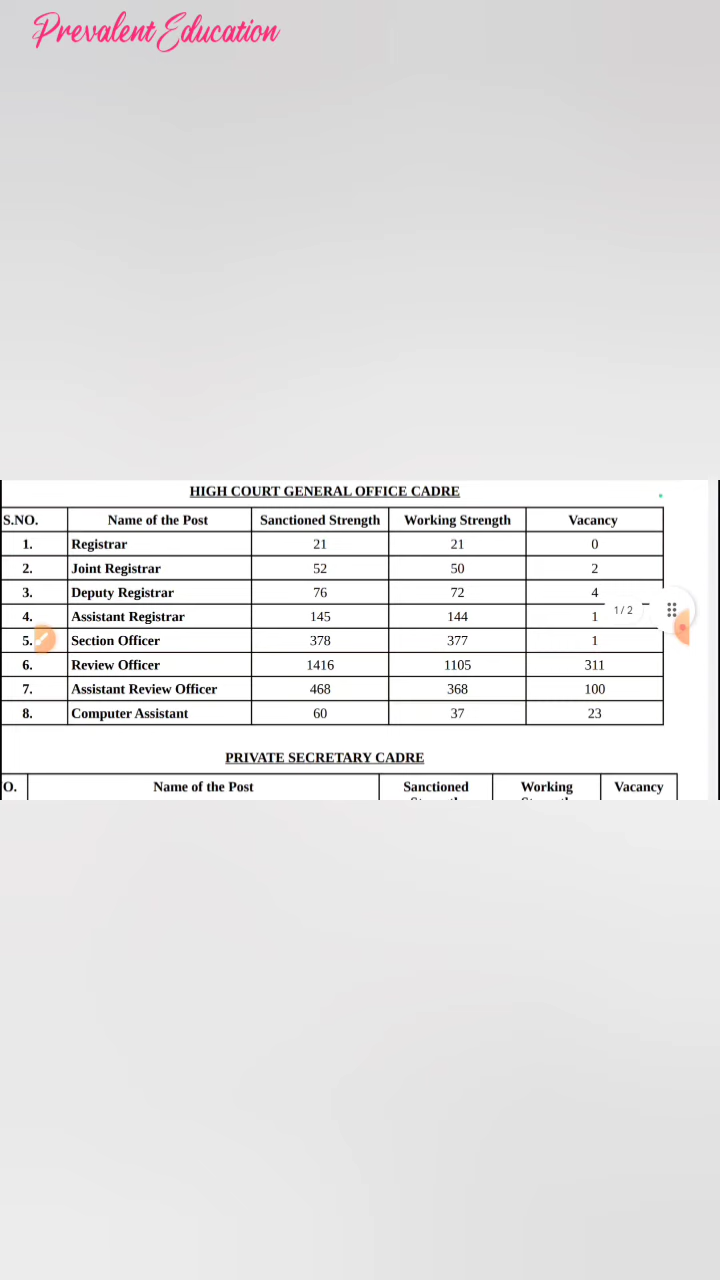 Prevalent Education
HIGH COURT GENERAL OFFICE CADRE
S.NO. Name of the Post Sanctioned Strength Working Strength Vacancy
1. Registrar 21 21 0
2. Joint Registrar 52 50 2
3. Deputy Registrar 76 72 4
4. Assistant Registrar 145 144 1
1 / 2
5. Section Officer 378 377 1
6. Review Officer 1416 1105 311
7. Assistant Review Officer 468 368 100
8. Computer Assistant 60 37 23
PRIVATE SECRETARY CADRE
O. Name of the Post Sanctioned Working Vacancy